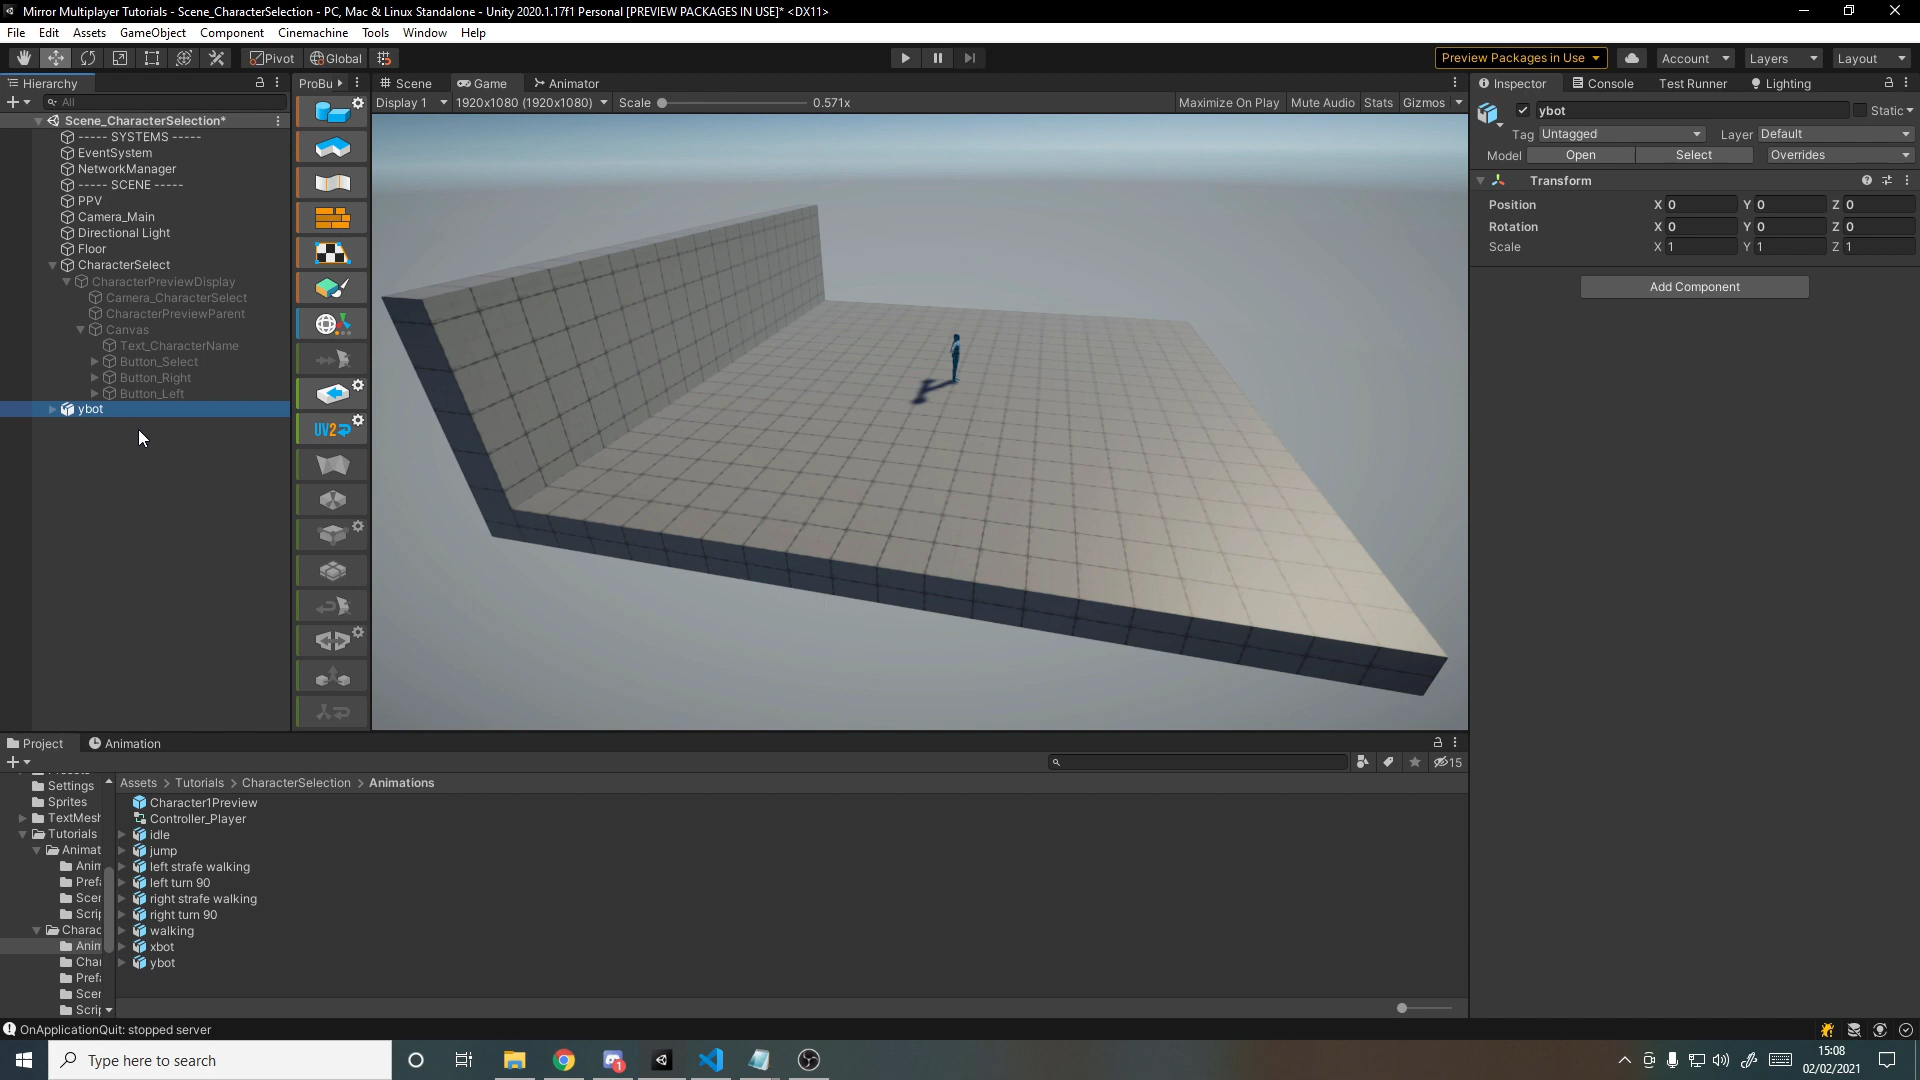 Mirror Multiplayer Tutorials - Scene_CharacterSelection - PC, Mac & Linux Standalone - Unity 2020.1.17f1 Personal [PREVIEW PACKAGES IN USE]* <DX11>
File Edit Assets GameObject Component Cinemachine Tools Window Help
Pivot Global Preview Packages in Use Account Layers Layout
Hierarchy ProBu Scene Game Animator Inspector Console Test Runner Lighting
All Display 1 1920x1080 (1920x1080) Scale 0.571x Maximize On Play Mute Audio Stats Gizmos
ybot Static
Scene_CharacterSelection*
----- SYSTEMS -----
Tag Untagged Layer Default
EventSystem
Model Open Select Overrides
NetworkManager
----- SCENE -----
Transform
PPV
Position X 0 Y 0 Z 0
Camera_Main
Rotation X 0 Y 0 Z 0
Directional Light
Scale X 1 Y 1 Z 1
Floor
CharacterSelect
CharacterPreviewDisplay
Add Component
Camera_CharacterSelect
CharacterPreviewParent
Canvas
Text_CharacterName
Button_Select
Button_Right
Button_Left
ybot
UV2
Project Animation
15
Assets > Tutorials > CharacterSelection > Animations
Settings
Sprites
TextMesh
Tutorials
Animat
Anim
Prefa
Scen
Scrip
Charac
Anim
Char
Prefa
Scen
Scrip
Character1Preview
Controller_Player
idle
jump
left strafe walking
left turn 90
right strafe walking
right turn 90
walking
xbot
ybot
OnApplicationQuit: stopped server
Type here to search
1
15:08
02/02/2021